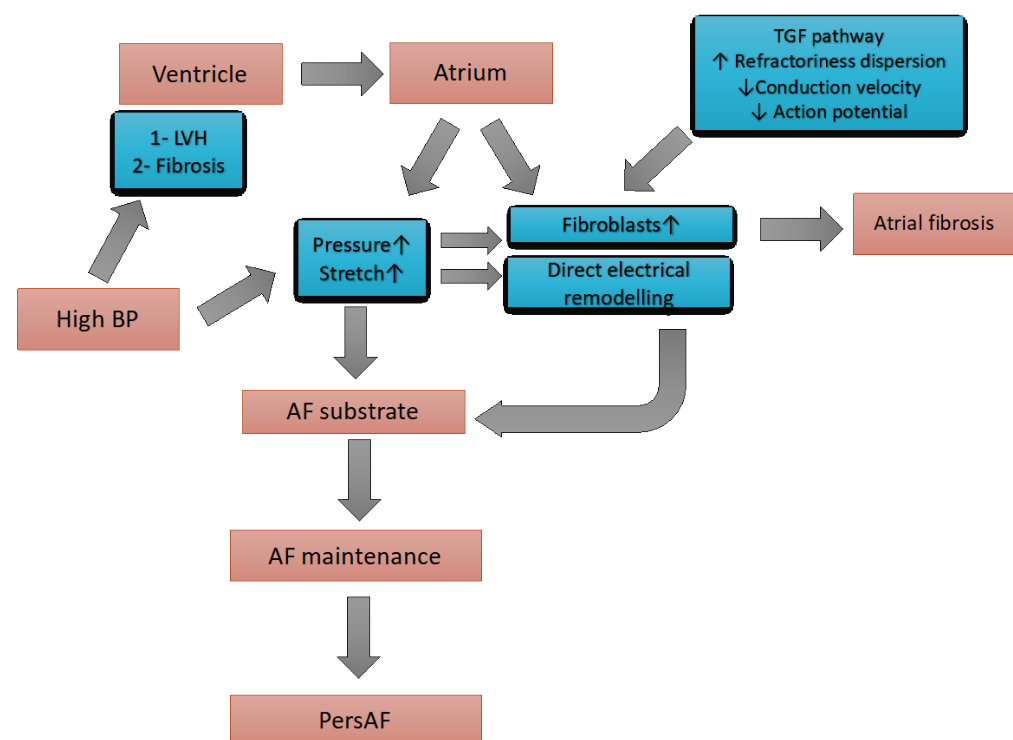 TGF pathway
↑ Refractoriness dispersion
↓Conduction velocity
↓ Action potential
Ventricle
Atrium
1- LVH
2- Fibrosis
Fibroblasts↑
Atrial fibrosis
Pressure↑
Stretch↑
Direct electrical
remodelling
High BP
AF substrate
AF maintenance
PersAF